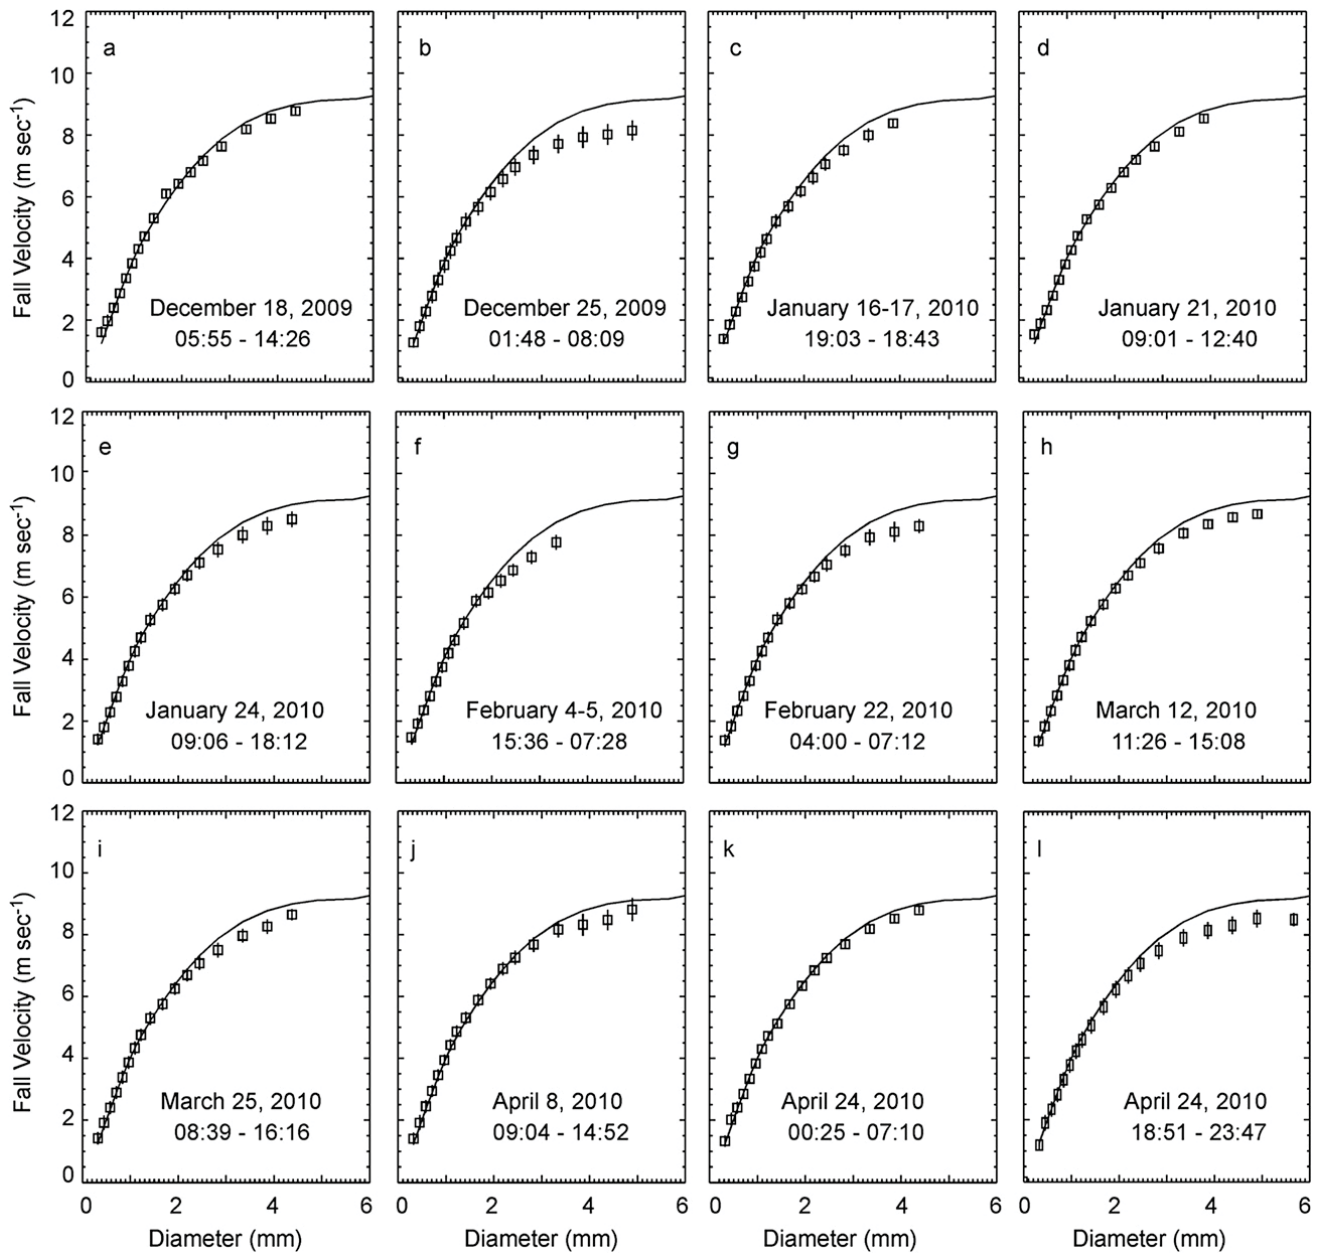 12
10
8
6
4
2
0
Fall Velocity (m sec-1)
a
December 18, 2009
05:55 - 14:26
b
December 25, 2009
01:48 - 08:09
c
January 16-17, 2010
19:03 - 18:43
d
January 21, 2010
09:01 - 12:40
12
10
8
6
4
2
0
Fall Velocity (m sec-1)
e
January 24, 2010
09:06 - 18:12
f
February 4-5, 2010
15:36 - 07:28
g
February 22, 2010
04:00 - 07:12
h
March 12, 2010
11:26 - 15:08
12
10
8
6
4
2
0
Fall Velocity (m sec-1)
i
March 25, 2010
08:39 - 16:16
j
April 8, 2010
09:04 - 14:52
k
April 24, 2010
00:25 - 07:10
l
April 24, 2010
18:51 - 23:47
0 2 4 6
0 2 4 6
0 2 4 6
0 2 4 6
Diameter (mm)
Diameter (mm)
Diameter (mm)
Diameter (mm)